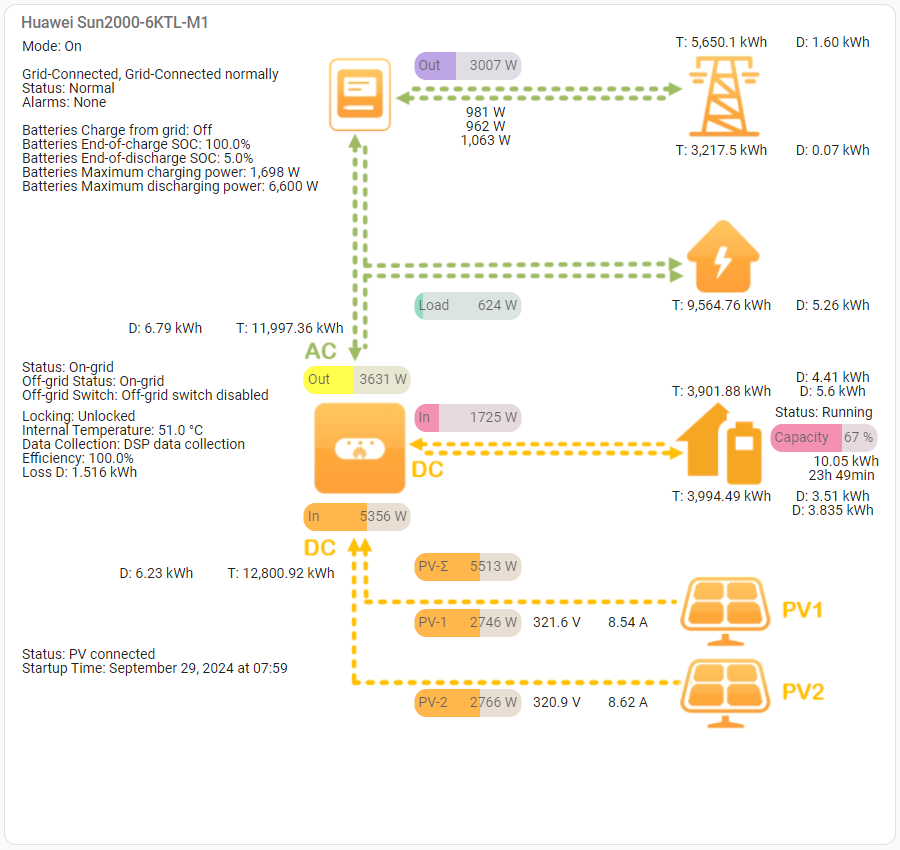 Huawei Sun2000-6KTL-M1
Mode: On
T: 5,650.1 kWh D: 1.60 kWh
Out 3007 W
Grid-Connected, Grid-Connected normally
Status: Normal
Alarms: None
981 W
962 W
1,063 W
Batteries Charge from grid: Off
Batteries End-of-charge SOC: 100.0%
Batteries End-of-discharge SOC: 5.0%
Batteries Maximum charging power: 1,698 W
Batteries Maximum discharging power: 6,600 W
T: 3,217.5 kWh D: 0.07 kWh
Load 624 W
T: 9,564.76 kWh D: 5.26 kWh
D: 6.79 kWh T: 11,997.36 kWh
AC
Out 3631 W
Status: On-grid
Off-grid Status: On-grid
Off-grid Switch: Off-grid switch disabled
Locking: Unlocked
Internal Temperature: 51.0 °C
Data Collection: DSP data collection
Efficiency: 100.0%
Loss D: 1.516 kWh
In 1725 W
DC
D: 4.41 kWh
T: 3,901.88 kWh D: 5.6 kWh
Status: Running
Capacity 67 %
10.05 kWh
23h 49min
T: 3,994.49 kWh D: 3.51 kWh
D: 3.835 kWh
In 5356 W
DC
D: 6.23 kWh T: 12,800.92 kWh
PV-Σ 5513 W
PV-1 2746 W 321.6 V 8.54 A
PV1
Status: PV connected
Startup Time: September 29, 2024 at 07:59
PV-2 2766 W 320.9 V 8.62 A
PV2